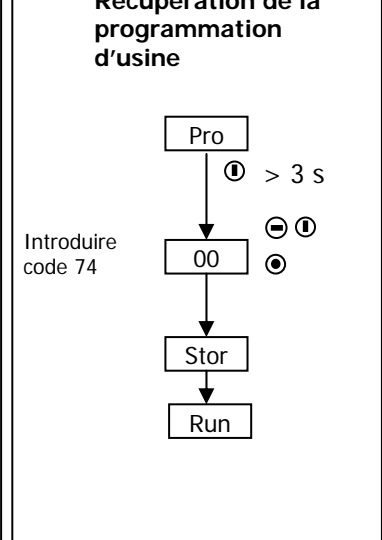 Récupération de la
programmation
d’usine
Pro
> 3 s
Introduire
code 74
00
Stor
Run